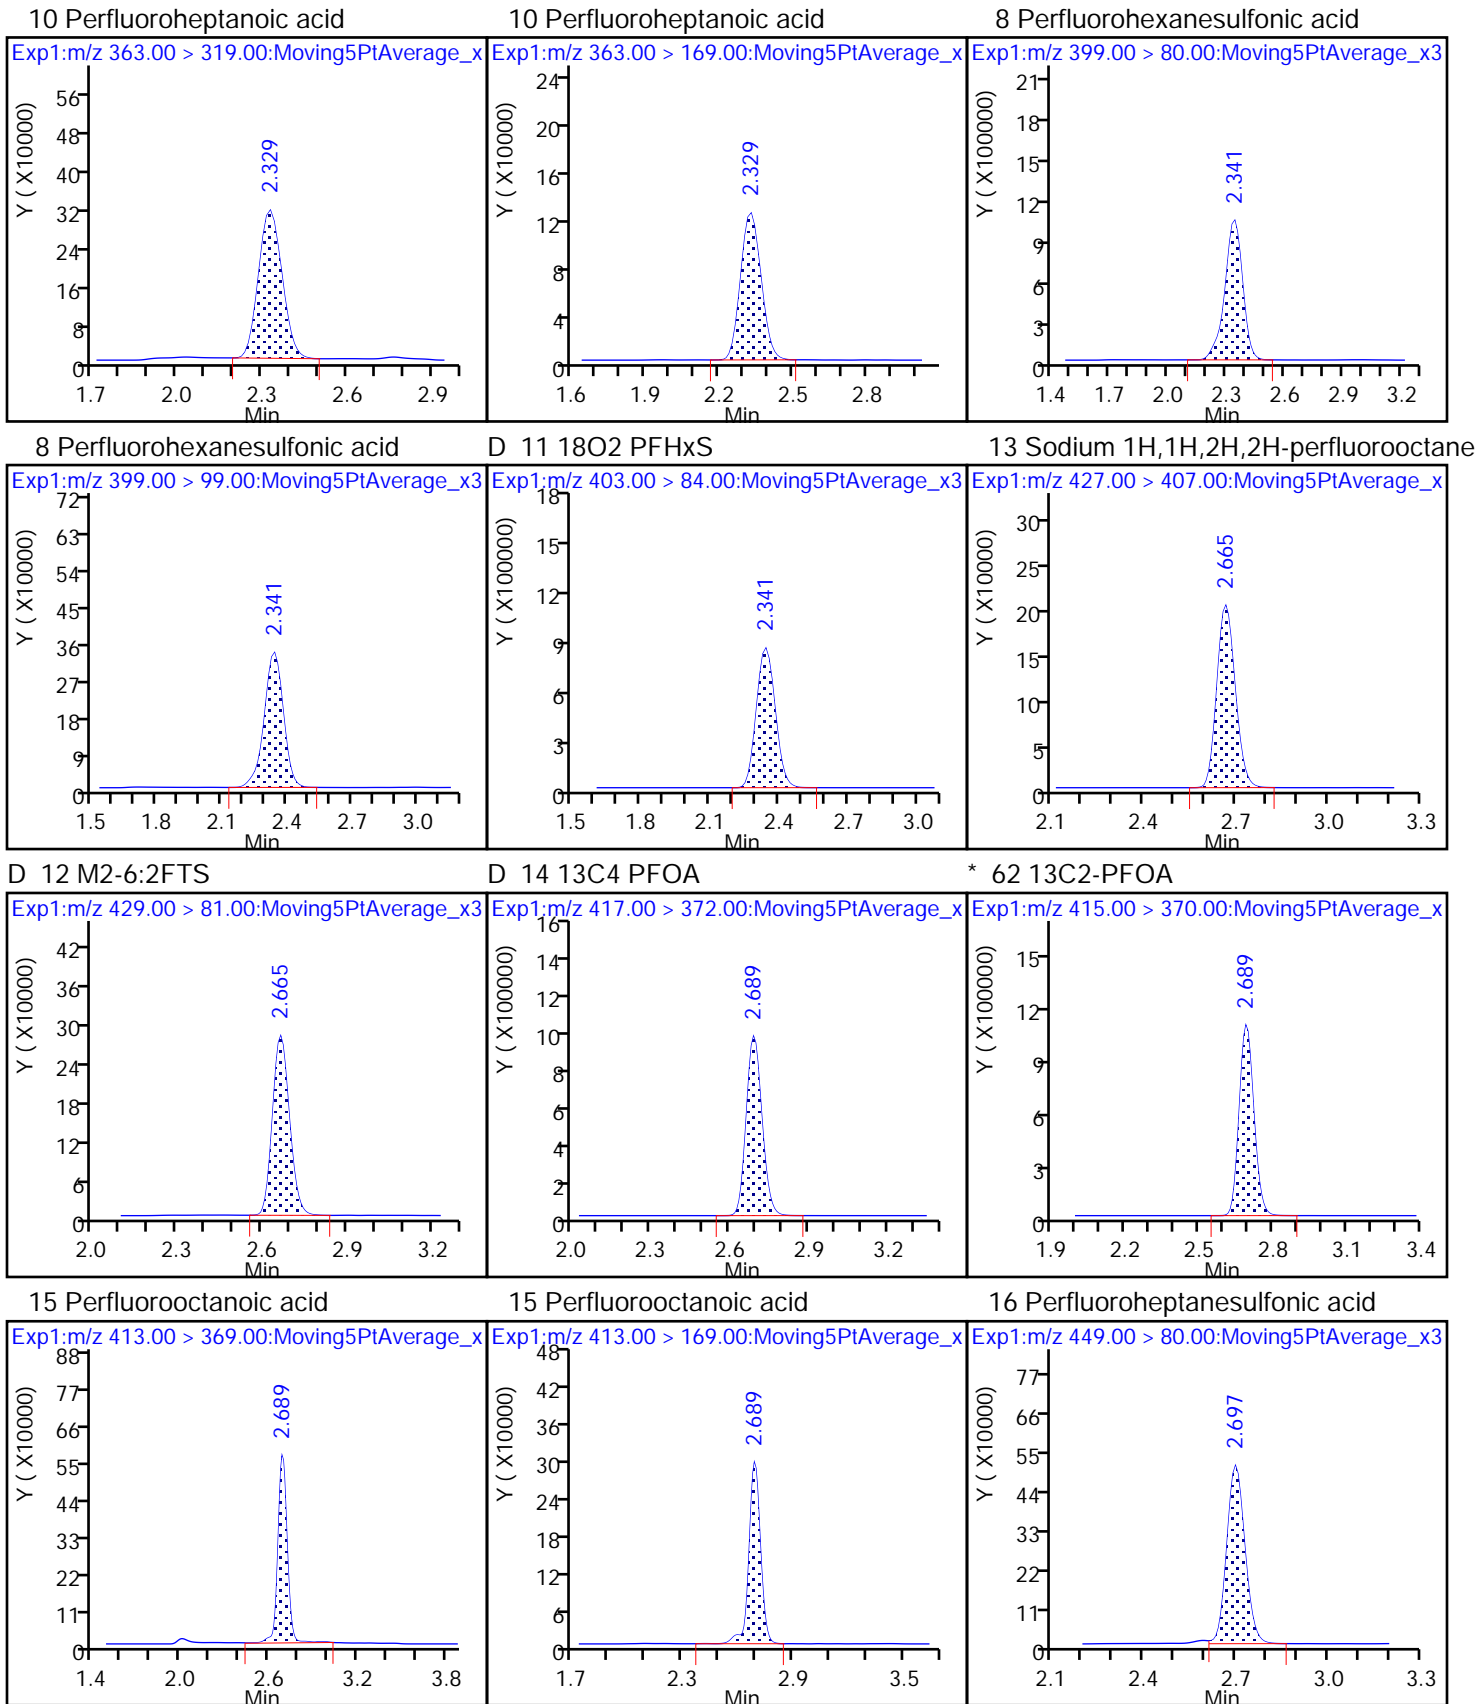 10 Perfluoroheptanoic acid
Exp1:m/z 363.00 > 319.00:Moving5PtAverage_x
Y ( X10000)
56
48
40
32
24
16
8
0
2.329
1.7 2.0 2.3 2.6 2.9
Min
10 Perfluoroheptanoic acid
Exp1:m/z 363.00 > 169.00:Moving5PtAverage_x
Y ( X10000)
24
20
16
12
8
4
0
2.329
1.6 1.9 2.2 2.5 2.8
Min
8 Perfluorohexanesulfonic acid
Exp1:m/z 399.00 > 80.00:Moving5PtAverage_x3
Y ( X100000)
21
18
15
12
9
6
3
0
2.341
1.4 1.7 2.0 2.3 2.6 2.9 3.2
Min
8 Perfluorohexanesulfonic acid
Exp1:m/z 399.00 > 99.00:Moving5PtAverage_x3
Y ( X10000)
72
63
54
45
36
27
18
9
0
2.341
1.5 1.8 2.1 2.4 2.7 3.0
Min
D 11 18O2 PFHxS
Exp1:m/z 403.00 > 84.00:Moving5PtAverage_x3
Y ( X100000)
18
15
12
9
6
3
0
2.341
1.5 1.8 2.1 2.4 2.7 3.0
Min
13 Sodium 1H,1H,2H,2H-perfluorooctane
Exp1:m/z 427.00 > 407.00:Moving5PtAverage_x
Y ( X10000)
30
25
20
15
10
5
0
2.665
2.1 2.4 2.7 3.0 3.3
Min
D 12 M2-6:2FTS
Exp1:m/z 429.00 > 81.00:Moving5PtAverage_x3
Y ( X10000)
42
36
30
24
18
12
6
0
2.665
2.0 2.3 2.6 2.9 3.2
Min
D 14 13C4 PFOA
Exp1:m/z 417.00 > 372.00:Moving5PtAverage_x
Y ( X100000)
16
14
12
10
8
6
4
2
0
2.689
2.0 2.3 2.6 2.9 3.2
Min
* 62 13C2-PFOA
Exp1:m/z 415.00 > 370.00:Moving5PtAverage_x
Y ( X100000)
15
12
9
6
3
0
2.689
1.9 2.2 2.5 2.8 3.1 3.4
Min
15 Perfluorooctanoic acid
Exp1:m/z 413.00 > 369.00:Moving5PtAverage_x
Y ( X10000)
88
77
66
55
44
33
22
11
0
2.689
1.4 2.0 2.6 3.2 3.8
Min
15 Perfluorooctanoic acid
Exp1:m/z 413.00 > 169.00:Moving5PtAverage_x
Y ( X10000)
48
42
36
30
24
18
12
6
0
2.689
1.7 2.3 2.9 3.5
Min
16 Perfluoroheptanesulfonic acid
Exp1:m/z 449.00 > 80.00:Moving5PtAverage_x3
Y ( X10000)
77
66
55
44
33
22
11
0
2.697
2.1 2.4 2.7 3.0 3.3
Min